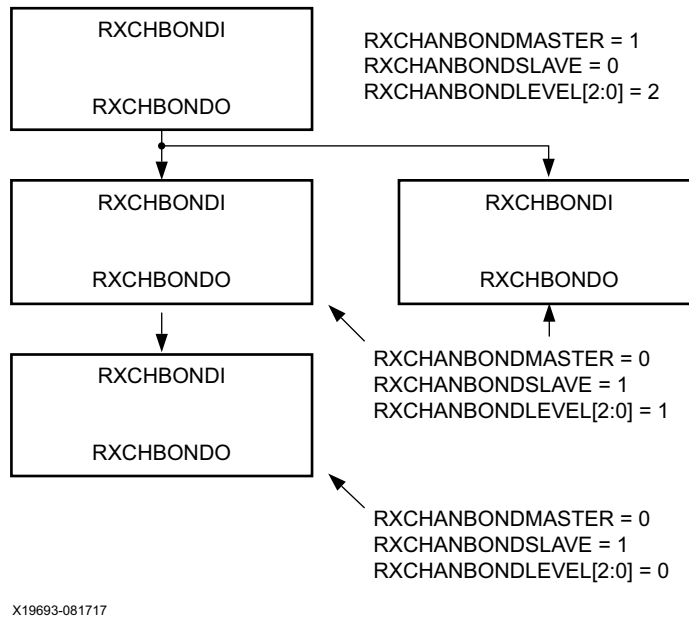 RXCHBONDI
RXCHANBONDMASTER = 1
RXCHANBONDSLAVE = 0
RXCHANBONDLEVEL[2:0] = 2
RXCHBONDO
RXCHBONDI
RXCHBONDI
RXCHBONDO
RXCHBONDO
RXCHBONDI
RXCHANBONDMASTER = 0
RXCHANBONDSLAVE = 1
RXCHANBONDLEVEL[2:0] = 1
RXCHBONDO
RXCHANBONDMASTER = 0
RXCHANBONDSLAVE = 1
RXCHANBONDLEVEL[2:0] = 0
X19693-081717